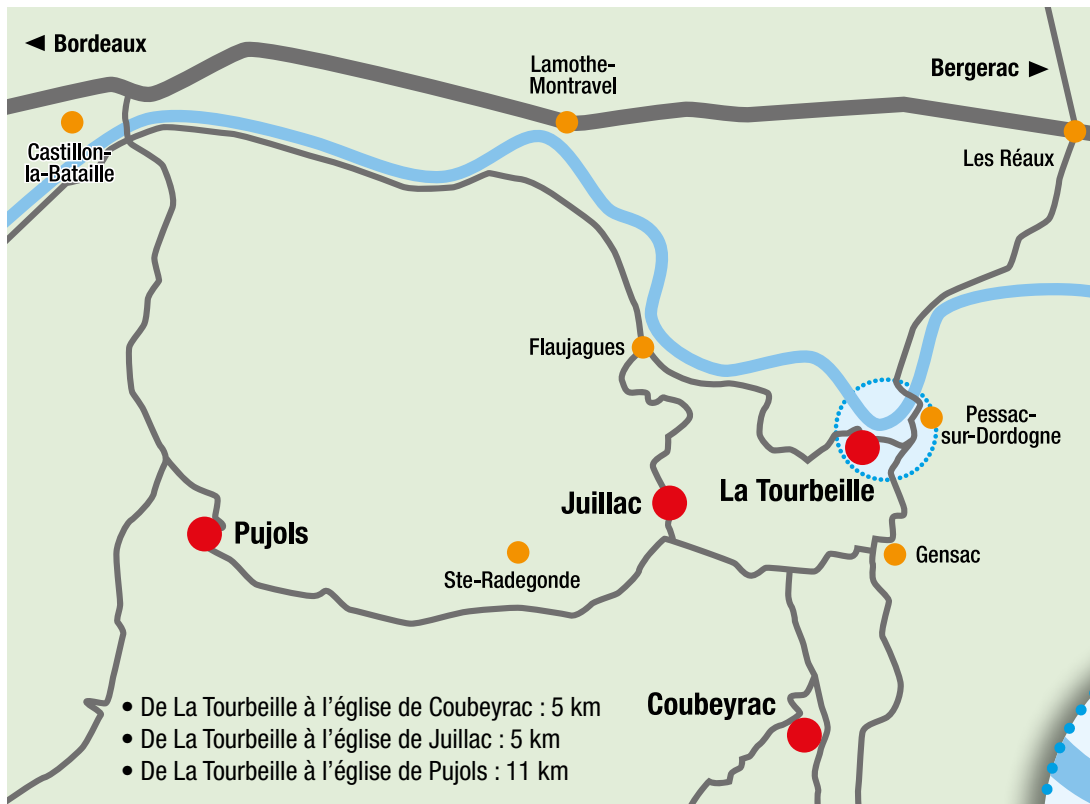 ◄ Bordeaux
Lamothe-
Montravel
Bergerac ►
Castillon-
la-Bataille
Les Réaux
Flaujagues
Pessac-
sur-Dordogne
La Tourbeille
Juillac
Pujols
Ste-Radegonde
Gensac
Coubeyrac
• De La Tourbeille à l’église de Coubeyrac : 5 km
• De La Tourbeille à l’église de Juillac : 5 km
• De La Tourbeille à l’église de Pujols : 11 km